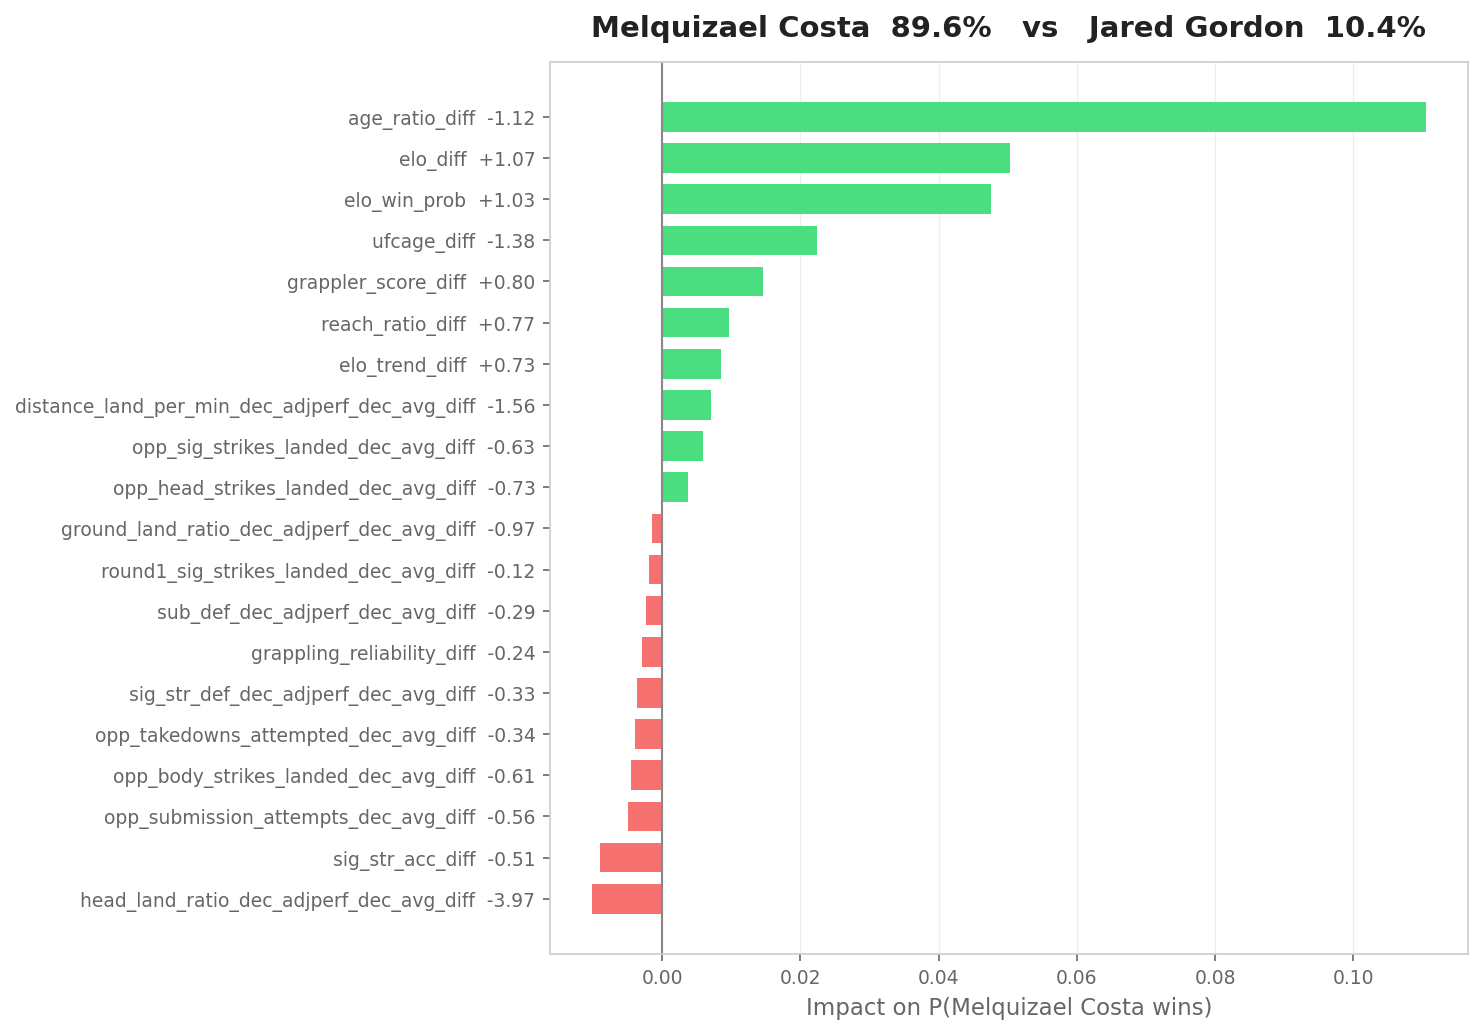 Melquizael Costa  89.6%   vs   Jared Gordon  10.4%
age_ratio_diff  -1.12
elo_diff  +1.07
elo_win_prob  +1.03
ufcage_diff  -1.38
grappler_score_diff  +0.80
reach_ratio_diff  +0.77
elo_trend_diff  +0.73
distance_land_per_min_dec_adjperf_dec_avg_diff  -1.56
opp_sig_strikes_landed_dec_avg_diff  -0.63
opp_head_strikes_landed_dec_avg_diff  -0.73
ground_land_ratio_dec_adjperf_dec_avg_diff  -0.97
round1_sig_strikes_landed_dec_avg_diff  -0.12
sub_def_dec_adjperf_dec_avg_diff  -0.29
grappling_reliability_diff  -0.24
sig_str_def_dec_adjperf_dec_avg_diff  -0.33
opp_takedowns_attempted_dec_avg_diff  -0.34
opp_body_strikes_landed_dec_avg_diff  -0.61
opp_submission_attempts_dec_avg_diff  -0.56
sig_str_acc_diff  -0.51
head_land_ratio_dec_adjperf_dec_avg_diff  -3.97
0.00 0.02 0.04 0.06 0.08 0.10
Impact on P(Melquizael Costa wins)